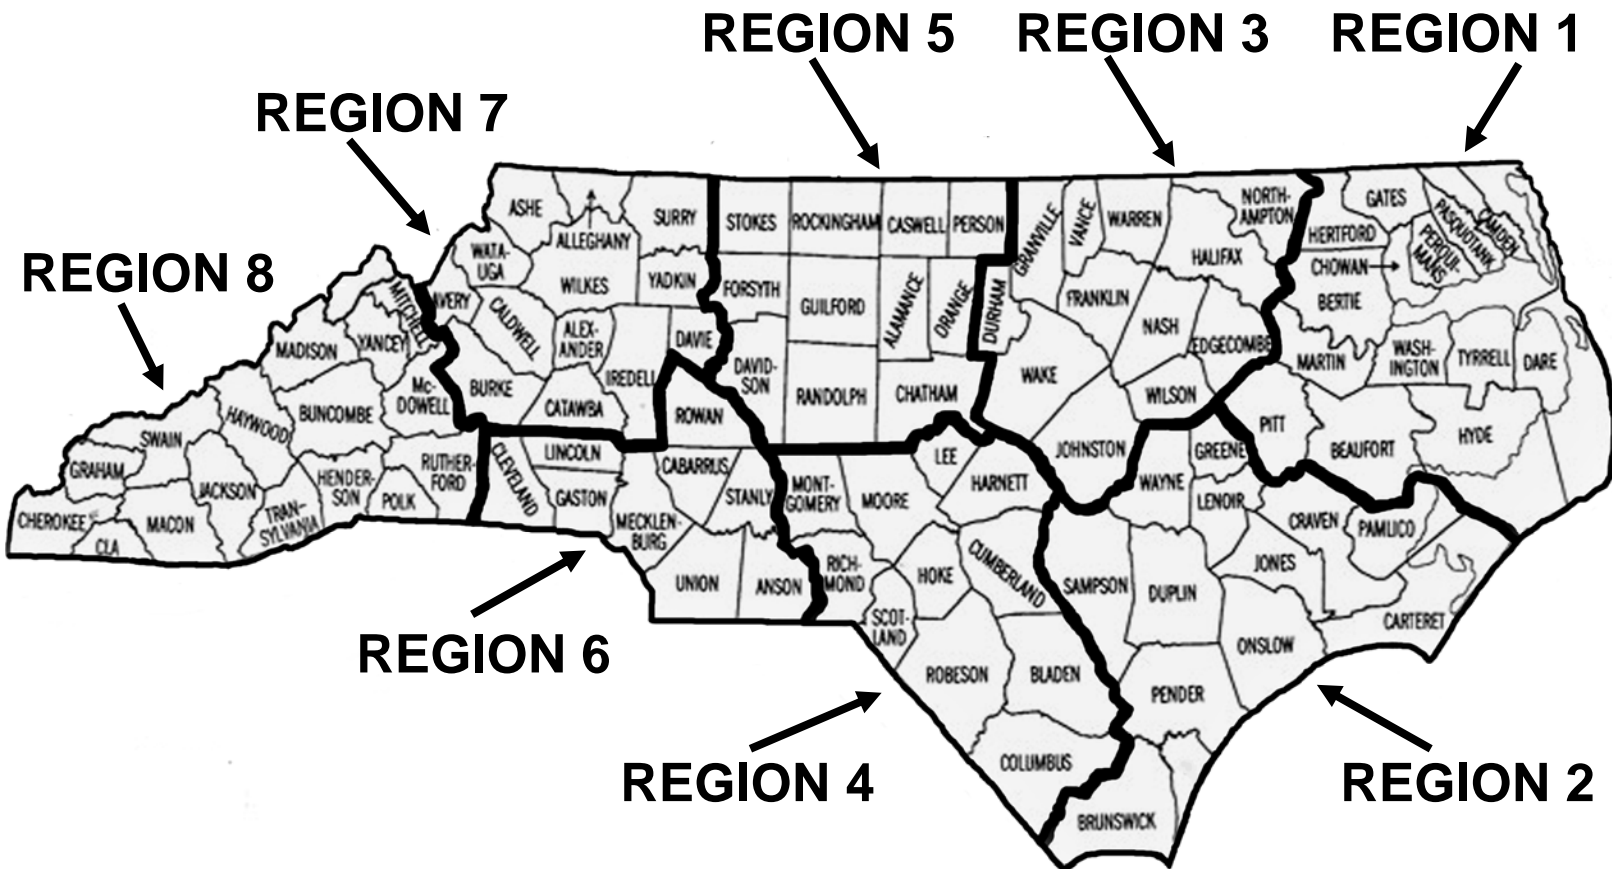 REGION 5
REGION 3
REGION 1
REGION 7
REGION 8
ASHE
ALLEGHANY
SURRY
WATA-
UGA
WILKES
YADKIN
AVERY
CALDWELL
ALEX-
ANDER
IREDELL
DAVIE
BURKE
CATAWBA
STOKES
ROCKINGHAM
CASWELL
PERSON
FORSYTH
GUILFORD
ALAMANCE
ORANGE
DAVID-
SON
RANDOLPH
CHATHAM
DURHAM
GRANVILLE
VANCE
WARREN
NORTH-
AMPTON
HALIFAX
FRANKLIN
NASH
EDGECOMBE
WAKE
WILSON
JOHNSTON
GATES
HERTFORD
CHOWAN
BERTIE
PERQUI-
MANS
PASQUOTANK
CAMDEN
MARTIN
WASH-
INGTON
TYRRELL
DARE
PITT
BEAUFORT
HYDE
MITCHELL
YANCEY
MADISON
Mc-
DOWELL
BUNCOMBE
HAYWOOD
SWAIN
GRAHAM
CHEROKEE
CLA
MACON
JACKSON
TRAN-
SYLVANIA
HENDER-
SON
POLK
RUTHER-
FORD
CLEVELAND
LINCOLN
GASTON
ROWAN
CABARRUS
STANLY
MECKLEN-
BURG
UNION
ANSON
MONT-
GOMERY
MOORE
LEE
HARNETT
RICH-
MOND
HOKE
CUMBERLAND
SCOT-
LAND
ROBESON
BLADEN
COLUMBUS
WAYNE
GREENE
LENOIR
CRAVEN
PAMLICO
JONES
SAMPSON
DUPLIN
ONSLOW
CARTERET
PENDER
BRUNSWICK
REGION 6
REGION 4
REGION 2